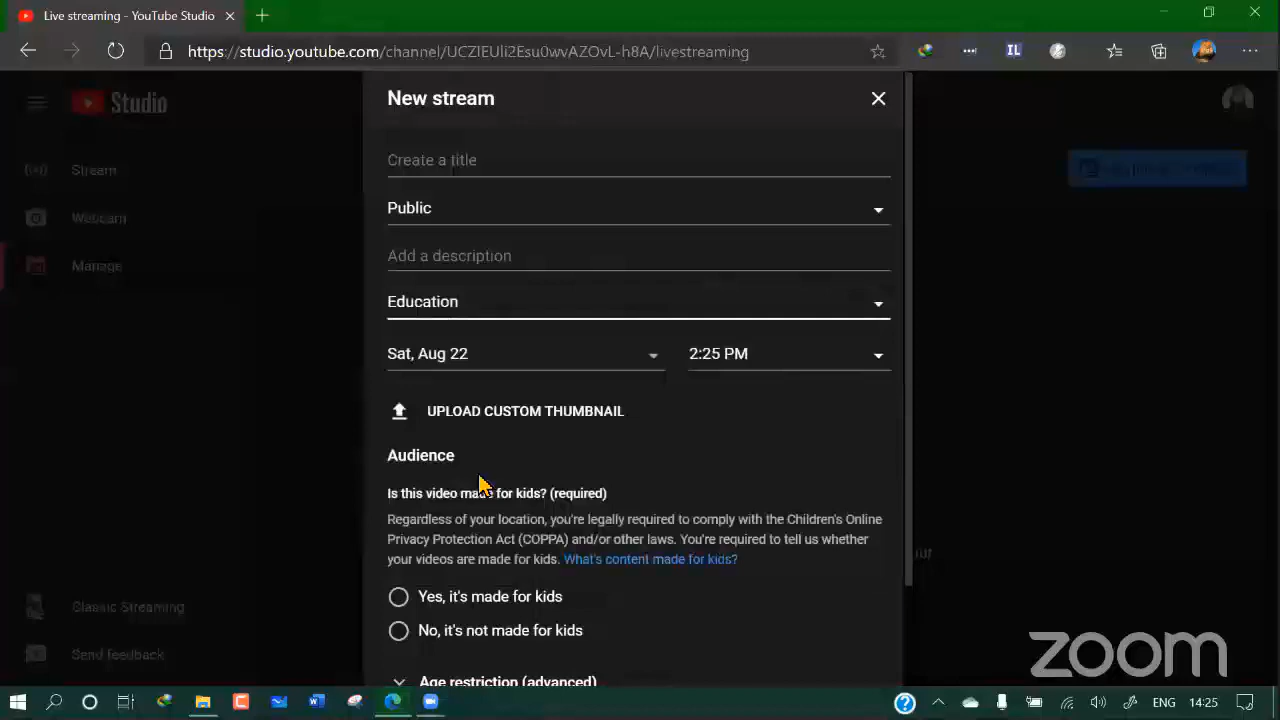 Live streaming - YouTube Studio
https://studio.youtube.com/channel/UCZlEUli2Esu0wvAZOvL-h8A/livestreaming
IL
Studio
New stream
Create a title
Stream
Public
Webcam
Add a description
Manage
Education
Sat, Aug 22 2:25 PM
UPLOAD CUSTOM THUMBNAIL
Audience
Is this video made for kids? (required)
Regardless of your location, you're legally required to comply with the Children's Online
Privacy Protection Act (COPPA) and/or other laws. You're required to tell us whether
your videos are made for kids. What's content made for kids?
Yes, it's made for kids
Classic Streaming
No, it's not made for kids
Send feedback
zoom
Age restriction (advanced)
ENG 14:25